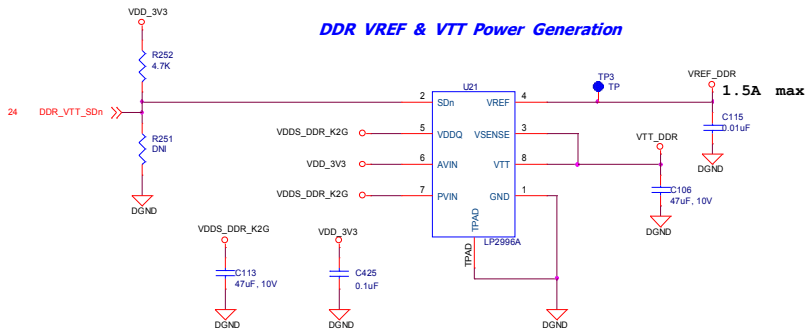 VDD_3V3
DDR VREF & VTT Power Generation
R252
4.7K
TP3
TP
VREF_DDR
1.5A max
U21
24 DDR_VTT_SDn
2 SDn VREF 4
C115
0.01uF
R251
DNI
VDDS_DDR_K2G 5 VDDQ VSENSE 3
VTT_DDR
DGND
VDD_3V3 6 AVIN VTT 8
VDDS_DDR_K2G 7 PVIN GND 1
C106
47uF, 10V
DGND
TPAD
LP2996A
TPAD
DGND
VDDS_DDR_K2G
VDD_3V3
C113
47uF, 10V
C425
0.1uF
DGND
DGND
DGND